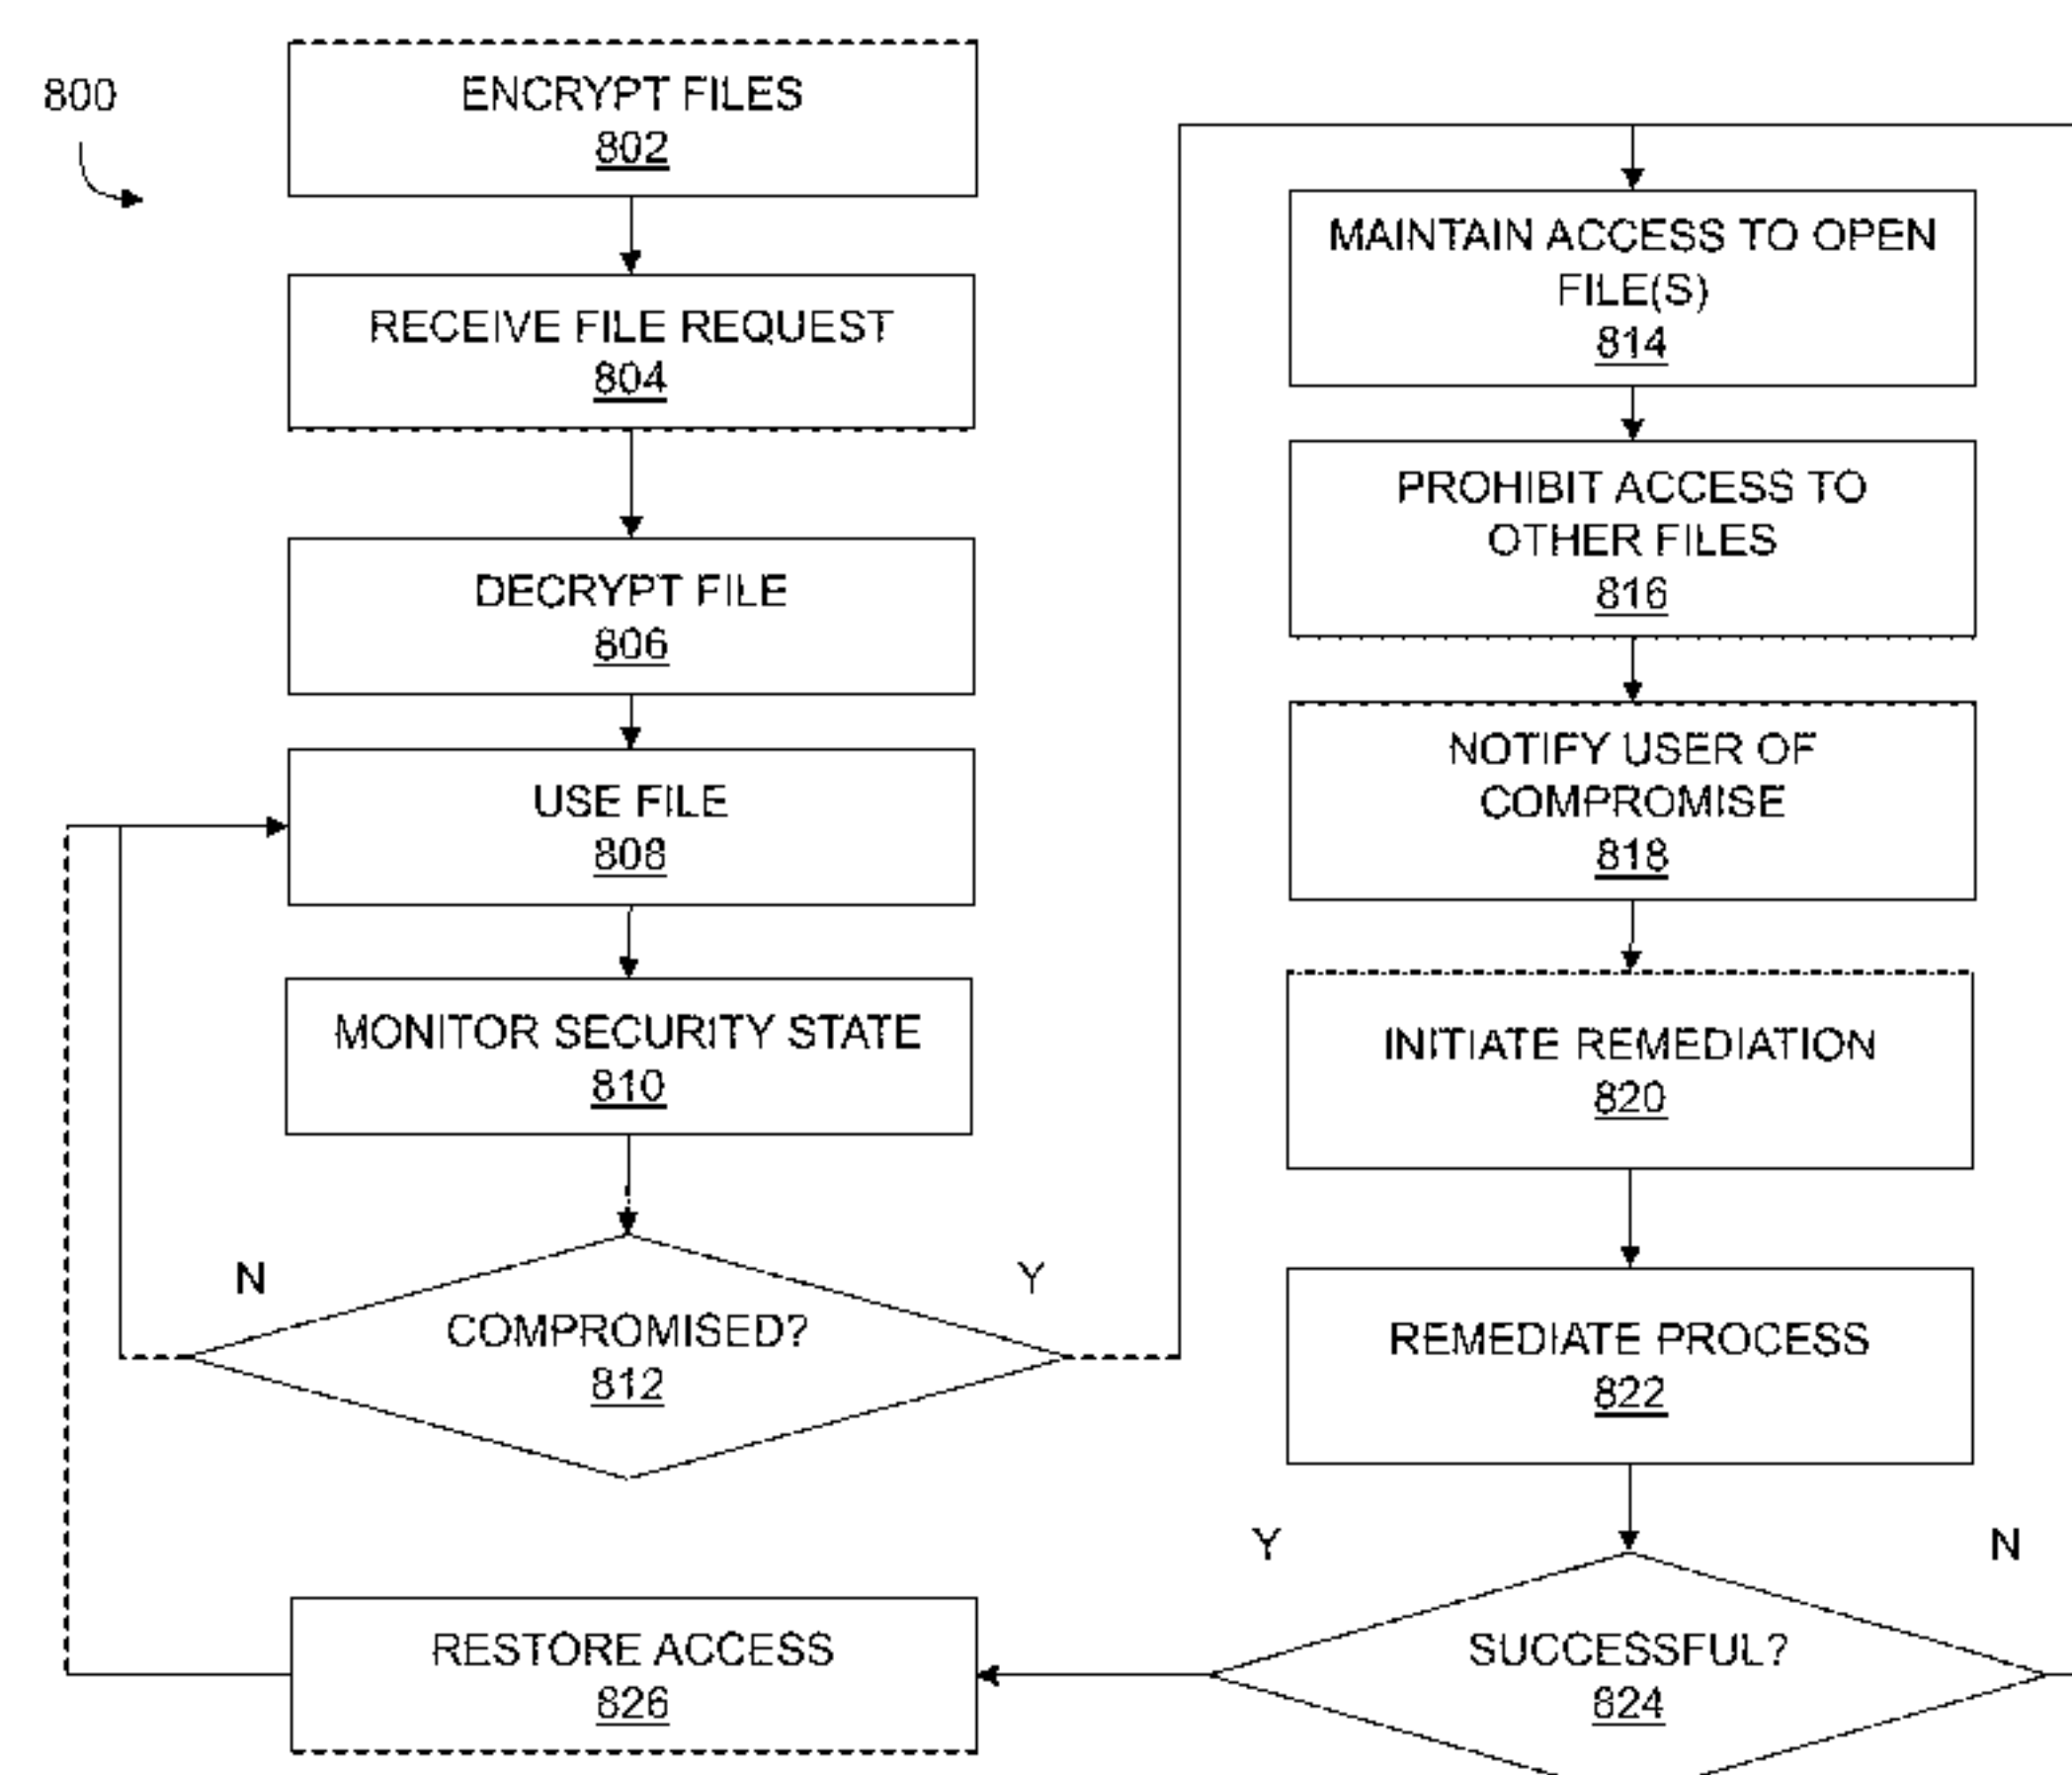 800
ENCRYPT FILES
802
RECEIVE FILE REQUEST
804
DECRYPT FILE
806
USE FILE
808
MONITOR SECURITY STATE
810
N
Y
COMPROMISED?
812
RESTORE ACCESS
826
MAINTAIN ACCESS TO OPEN
FILE(S)
814
PROHIBIT ACCESS TO
OTHER FILES
816
NOTIFY USER OF
COMPROMISE
818
INITIATE REMEDIATION
820
REMEDIATE PROCESS
822
Y
N
SUCCESSFUL?
824